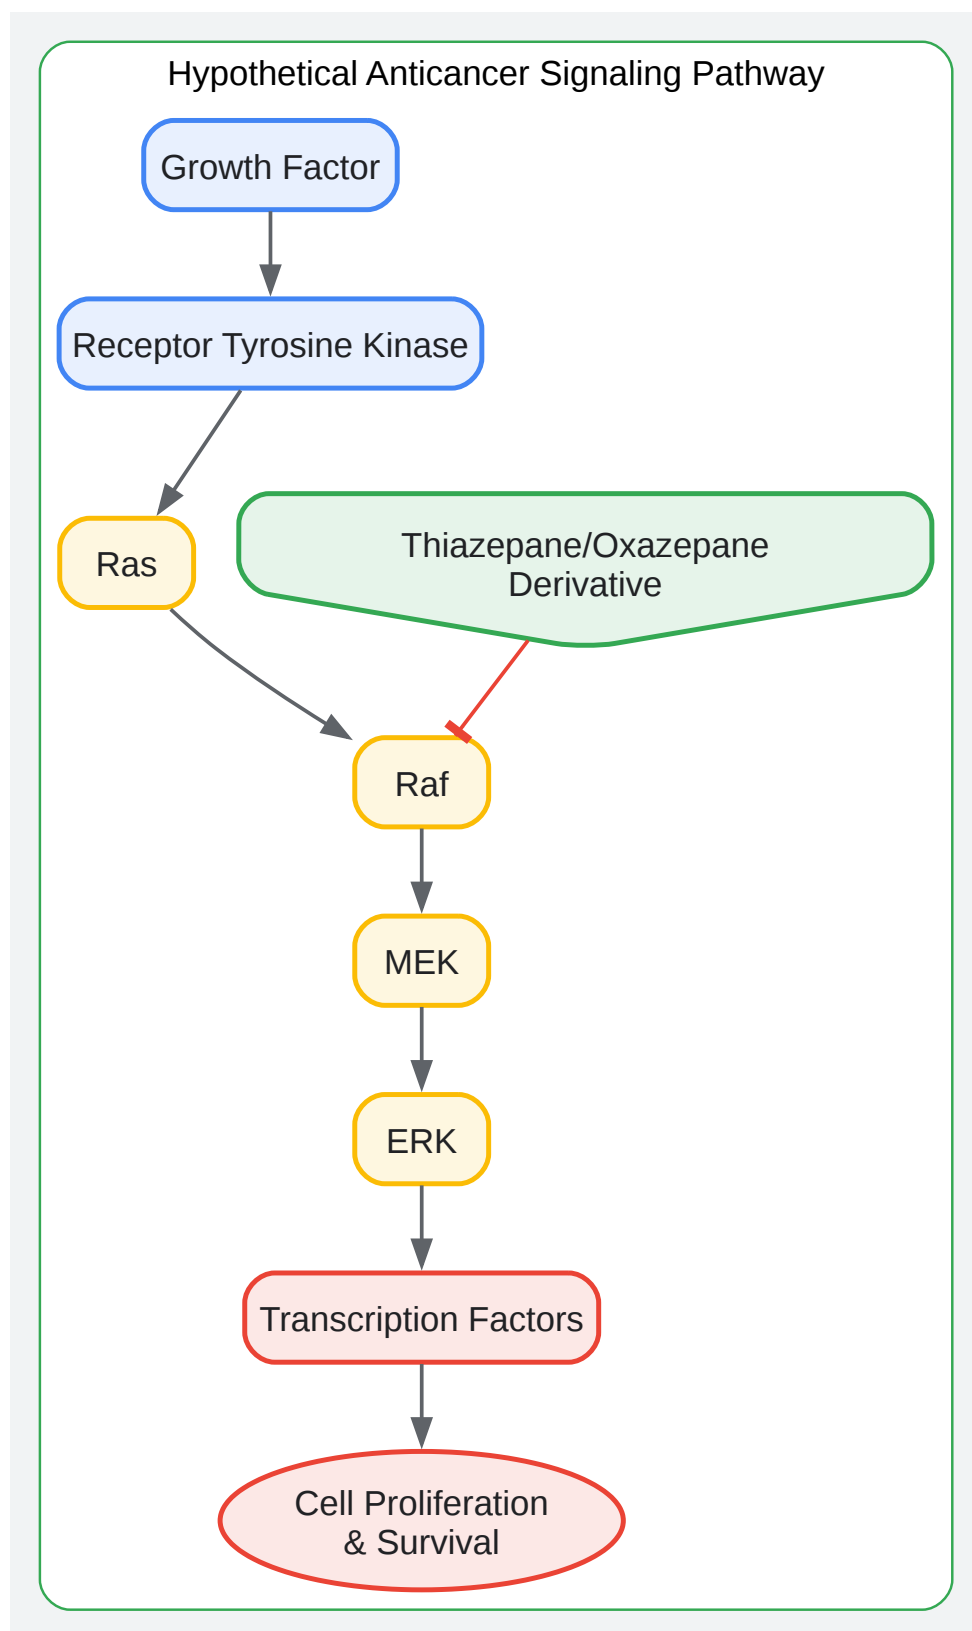 Hypothetical Anticancer Signaling Pathway
Growth Factor
Receptor Tyrosine Kinase
Ras
Thiazepane/Oxazepane
Derivative
Raf
MEK
ERK
Transcription Factors
Cell Proliferation
& Survival